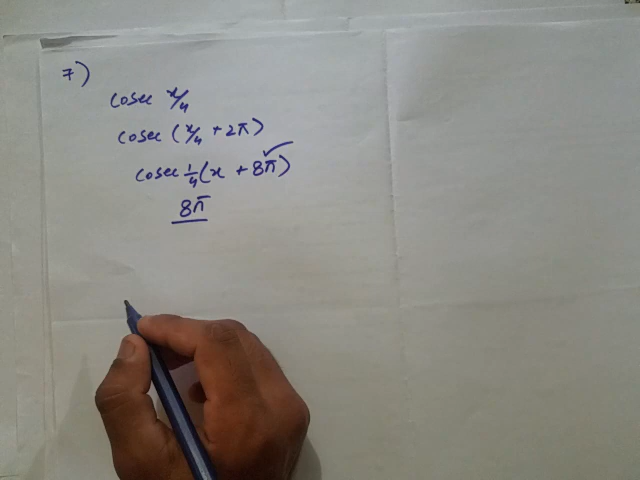 7)
cosec x/4
cosec (x/4 + 2π)
cosec 1/4 (x + 8π) ✓
8π